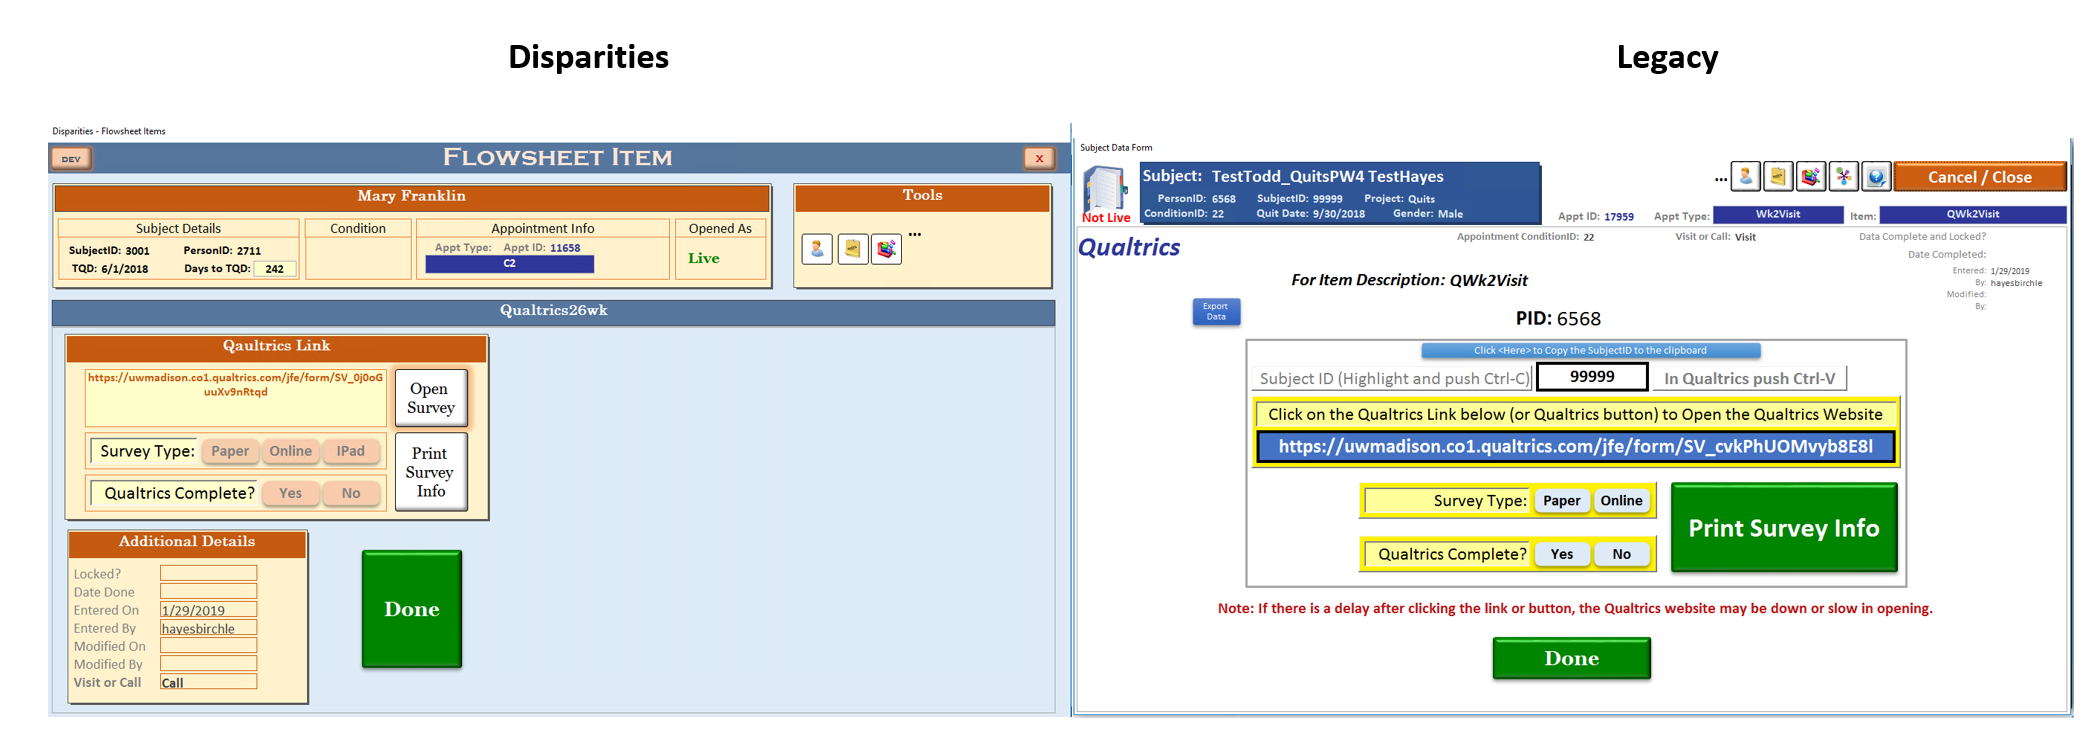 Disparities
Legacy
Disparities - Flowsheet Items
DEV
FLOWSHEET ITEM
X
Mary Franklin
Subject Details
Condition
Appointment Info
Opened As
SubjectID: 3001 PersonID: 2711
TQD: 6/1/2018 Days to TQD: 242
Appt Type: Appt ID: 11658
C2
Live
Tools
...
Qualtrics26wk
Qaultrics Link
https://uwmadison.co1.qualtrics.com/jfe/form/SV_0j0oG
uuXv9nRtqd
Open
Survey
Survey Type: Paper Online IPad
Qualtrics Complete? Yes No
Print
Survey
Info
Additional Details
Locked?
Date Done
Entered On 1/29/2019
Entered By hayesbirchle
Modified On
Modified By
Visit or Call Call
Done
Subject Data Form
Not Live
Subject: TestTodd_QuitsPW4 TestHayes
PersonID: 6568 SubjectID: 99999 Project: Quits
ConditionID: 22 Quit Date: 9/30/2018 Gender: Male
...
Cancel / Close
Appt ID: 17959 Appt Type: Wk2Visit Item: QWk2Visit
Qualtrics
Appointment ConditionID: 22 Visit or Call: Visit Data Complete and Locked?
Date Completed:
Entered: 1/29/2019
By: hayesbirchle
Modified:
By:
For Item Description: QWk2Visit
Export
Data
PID: 6568
Click <Here> to Copy the SubjectID to the clipboard
Subject ID (Highlight and push Ctrl-C) 99999 In Qualtrics push Ctrl-V
Click on the Qualtrics Link below (or Qualtrics button) to Open the Qualtrics Website
https://uwmadison.co1.qualtrics.com/jfe/form/SV_cvkPhUOMvyb8E8l
Survey Type: Paper Online
Qualtrics Complete? Yes No
Print Survey Info
Note: If there is a delay after clicking the link or button, the Qualtrics website may be down or slow in opening.
Done